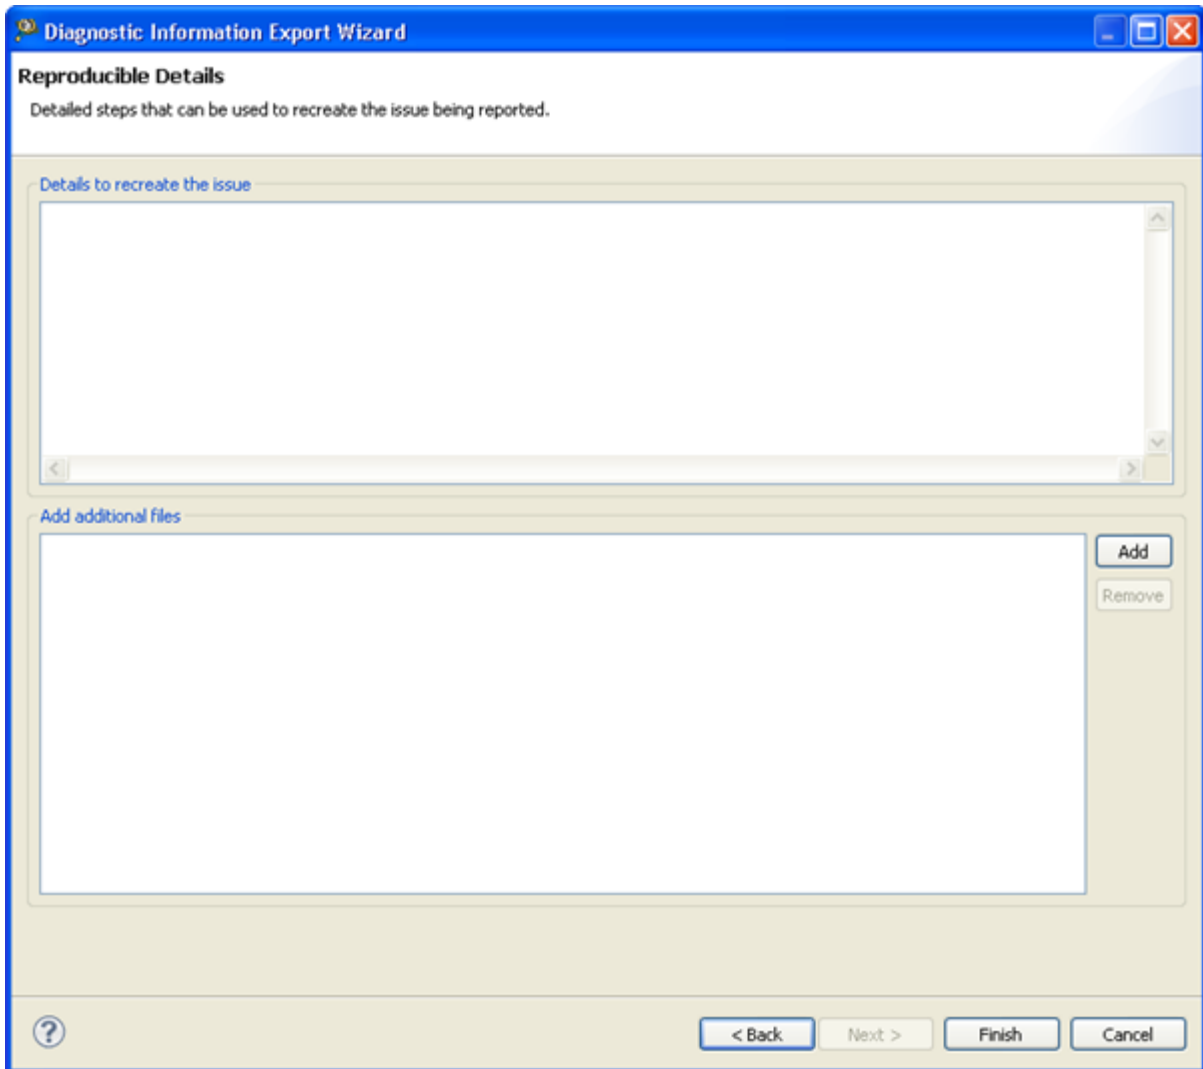 Diagnostic Information Export Wizard
Reproducible Details
Detailed steps that can be used to recreate the issue being reported.
Details to recreate the issue
Add additional files
Add
Remove
< Back Next > Finish Cancel